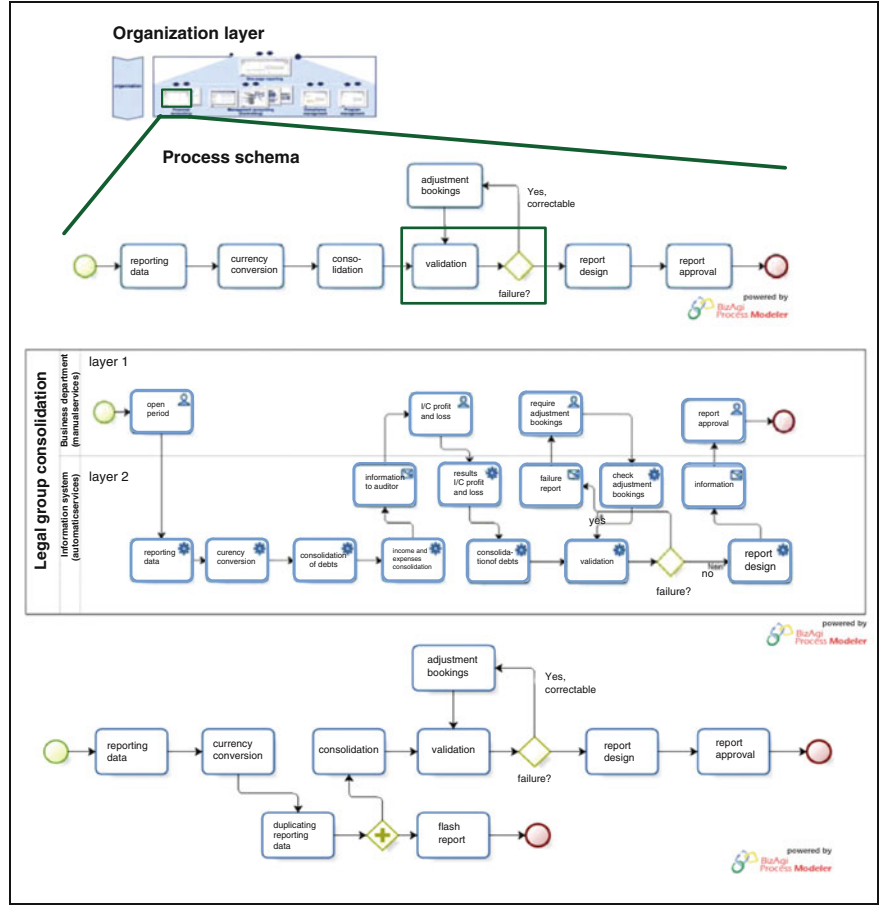 Organization layer
organization
Process schema
adjustment
bookings
Yes,
correctable
reporting
data
currency
conversion
conso-
lidation
validation
failure?
report
design
report
approval
powered by
BizAgi
Process Modeler
Legal group consolidation
Business department
(manualservices)
Information system
(automaticservices)
layer 1
open
period
I/C profit
and loss
require
adjustment
bookings
report
approval
layer 2
information
to auditor
results
I/C profit
and loss
failure
report
check
adjustment
bookings
information
yes
reporting
data
curency
conversion
consolidation
of debts
income and
expenses
consolidation
consolida-
tionof debts
validation
failure?
no
report
design
powered by
BizAgi
Process Modeler
adjustment
bookings
Yes,
correctable
reporting
data
currency
conversion
consolidation
validation
failure?
report
design
report
approval
duplicating
reporting
data
flash
report
powered by
BizAgi
Process Modeler